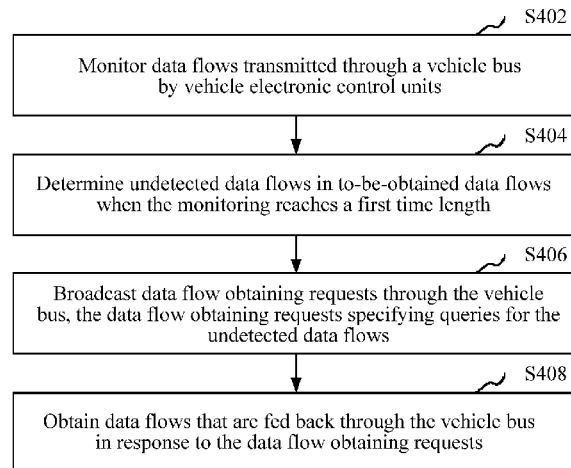 S402
Monitor data flows transmitted through a vehicle bus
by vehicle electronic control units
S404
Determine undetected data flows in to-be-obtained data flows
when the monitoring reaches a first time length
S406
Broadcast data flow obtaining requests through the vehicle
bus, the data flow obtaining requests specifying queries for the
undetected data flows
S408
Obtain data flows that are fed back through the vehicle bus
in response to the data flow obtaining requests